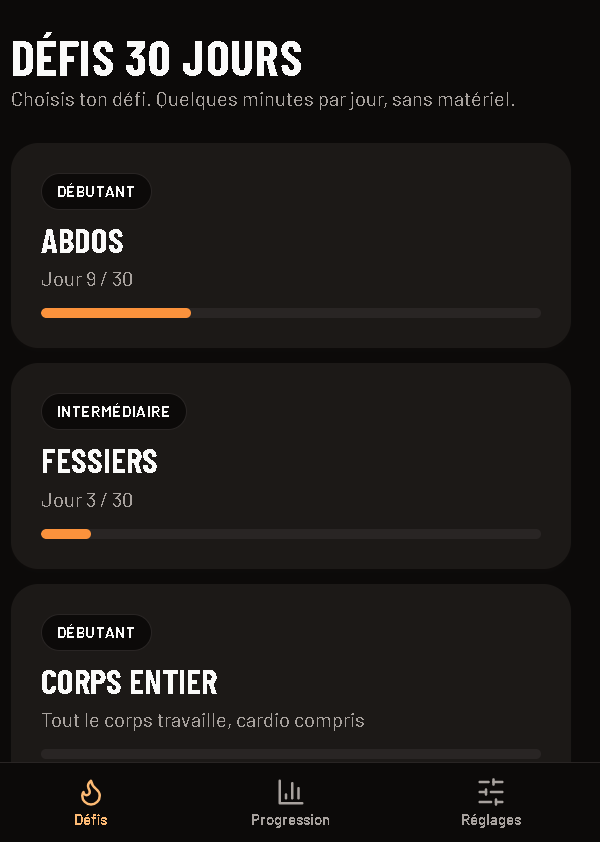 DÉFIS 30 JOURS
Choisis ton défi. Quelques minutes par jour, sans matériel.
DÉBUTANT
ABDOS
Jour 9 / 30
INTERMÉDIAIRE
FESSIERS
Jour 3 / 30
DÉBUTANT
CORPS ENTIER
Tout le corps travaille, cardio compris
Défis
Progression
Réglages